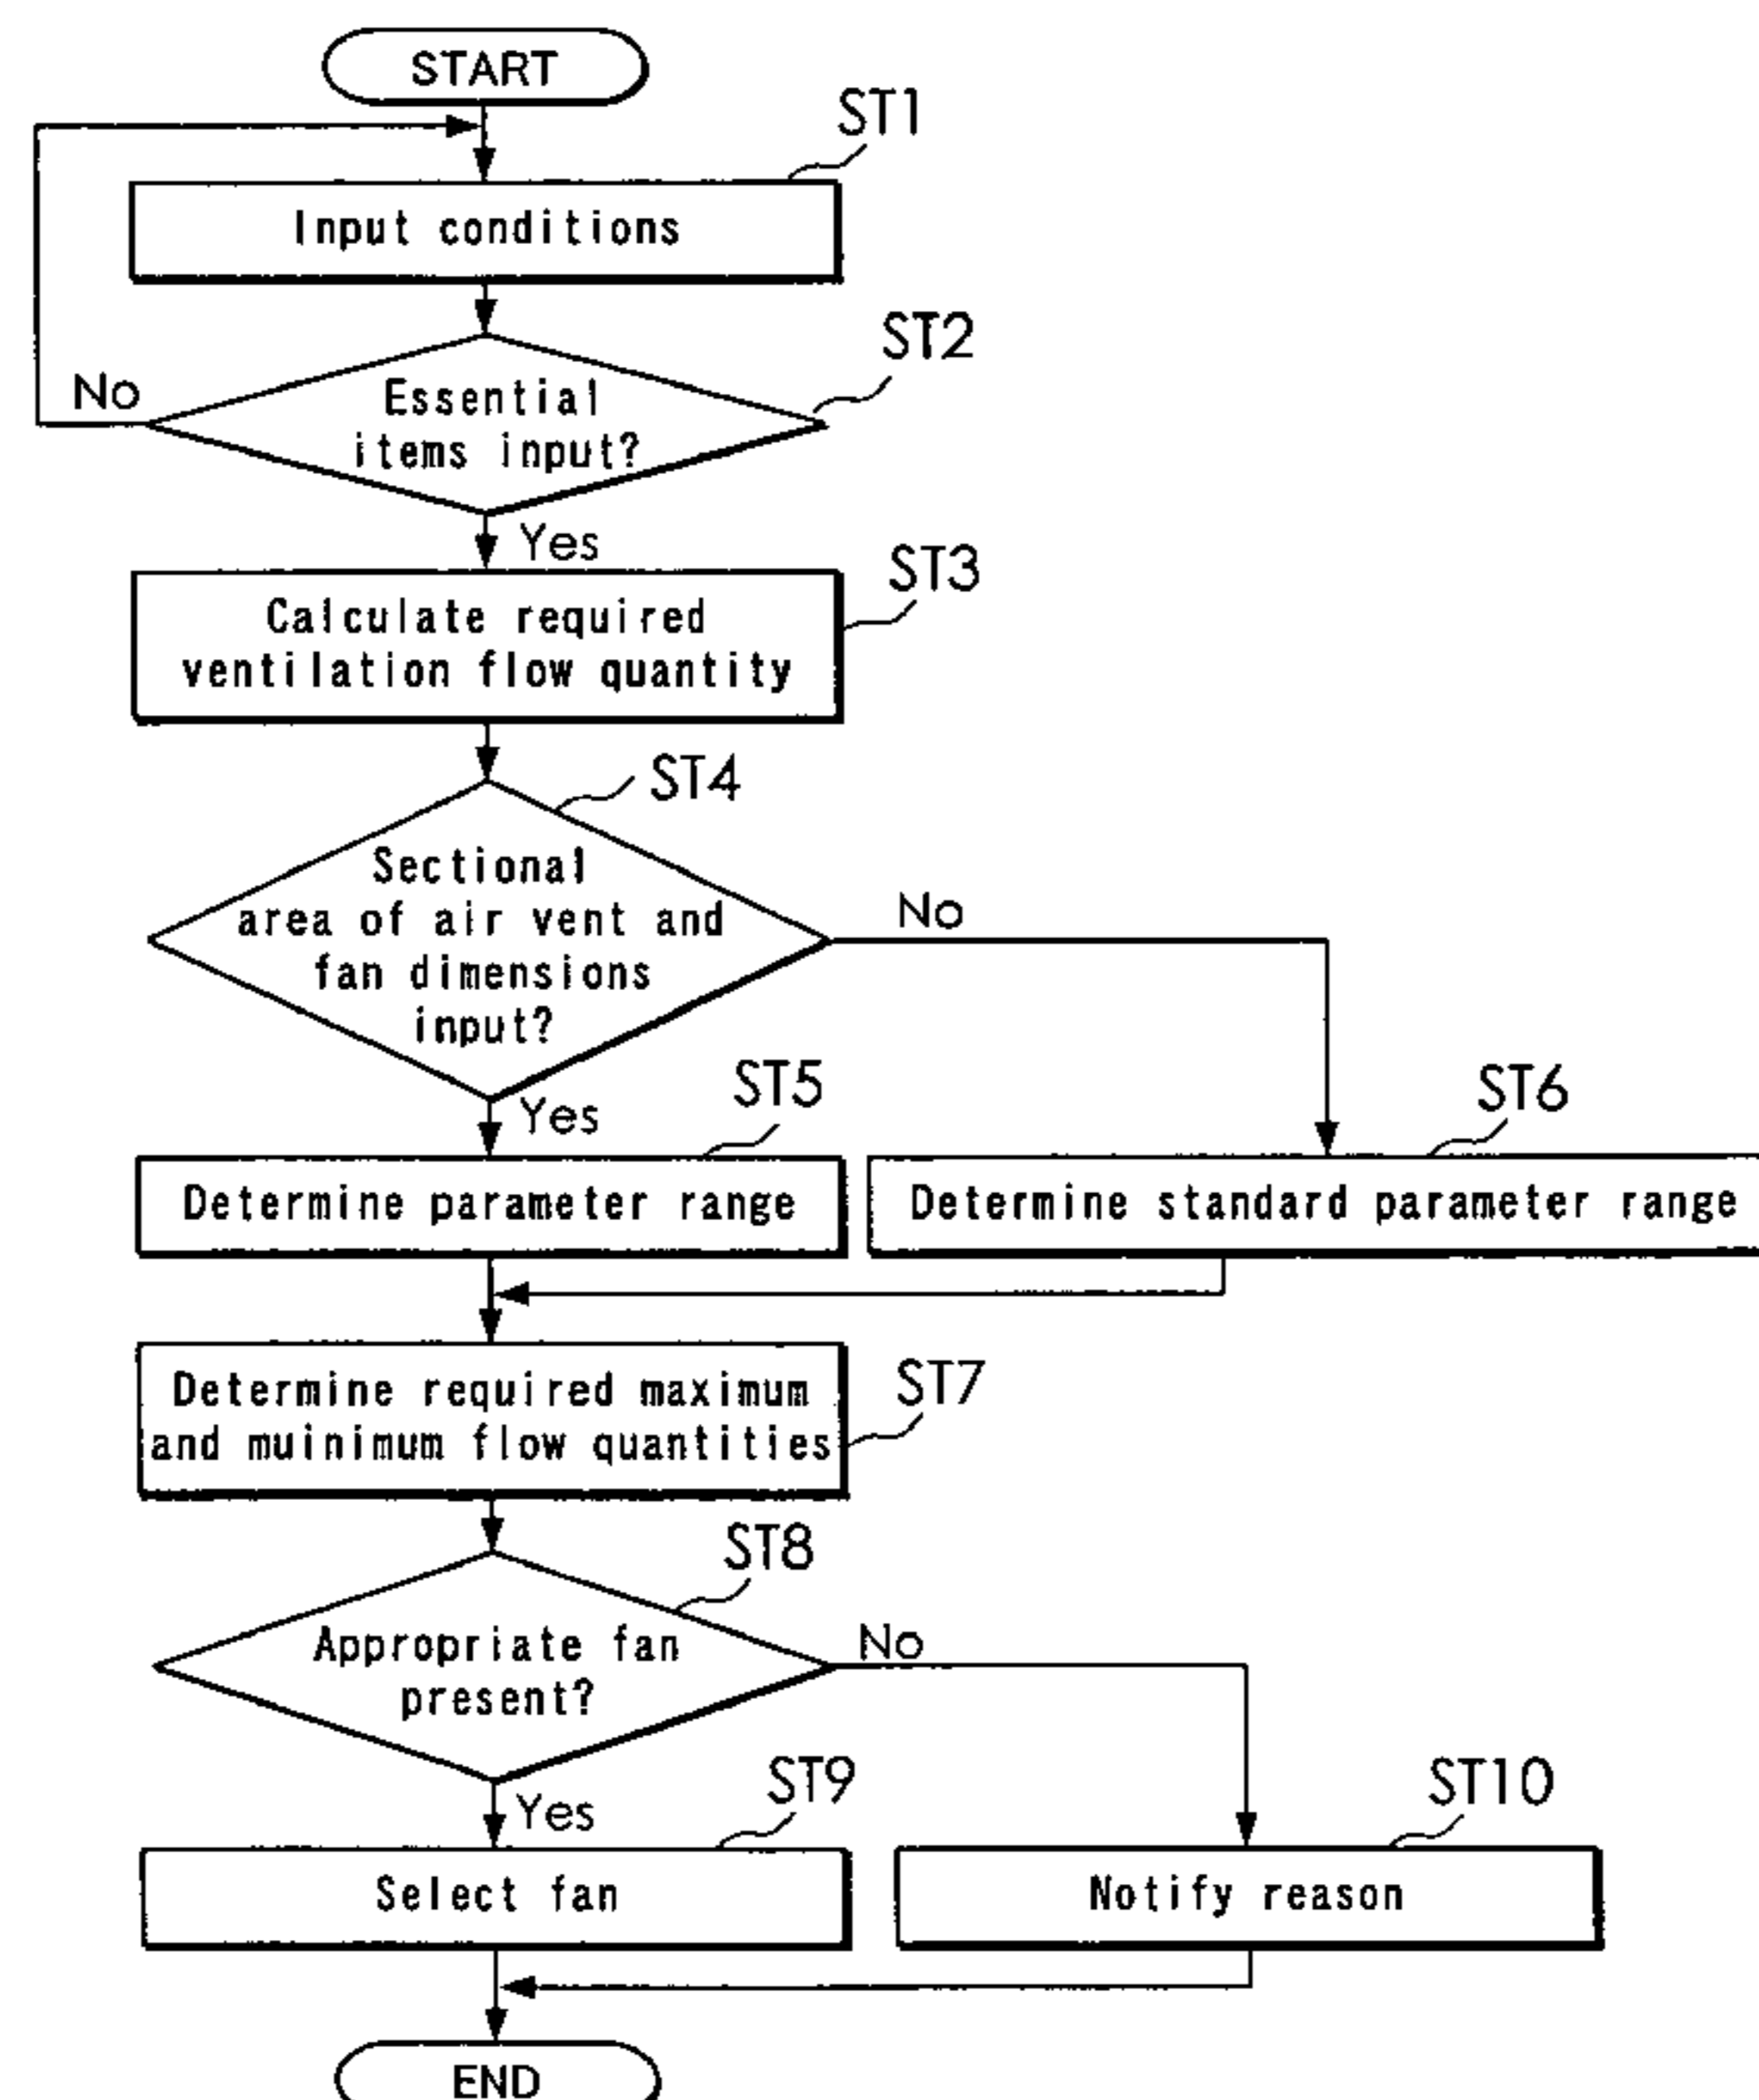 START
ST1
Input conditions
ST2
Essential
items input?
No
Yes
ST3
Calculate required
ventilation flow quantity
ST4
Sectional
area of air vent and
fan dimensions
input?
No
Yes
ST5
ST6
Determine parameter range
Determine standard parameter range
ST7
Determine required maximum
and muinimum flow quantities
ST8
Appropriate fan
present?
No
Yes
ST9
ST10
Select fan
Notify reason
END